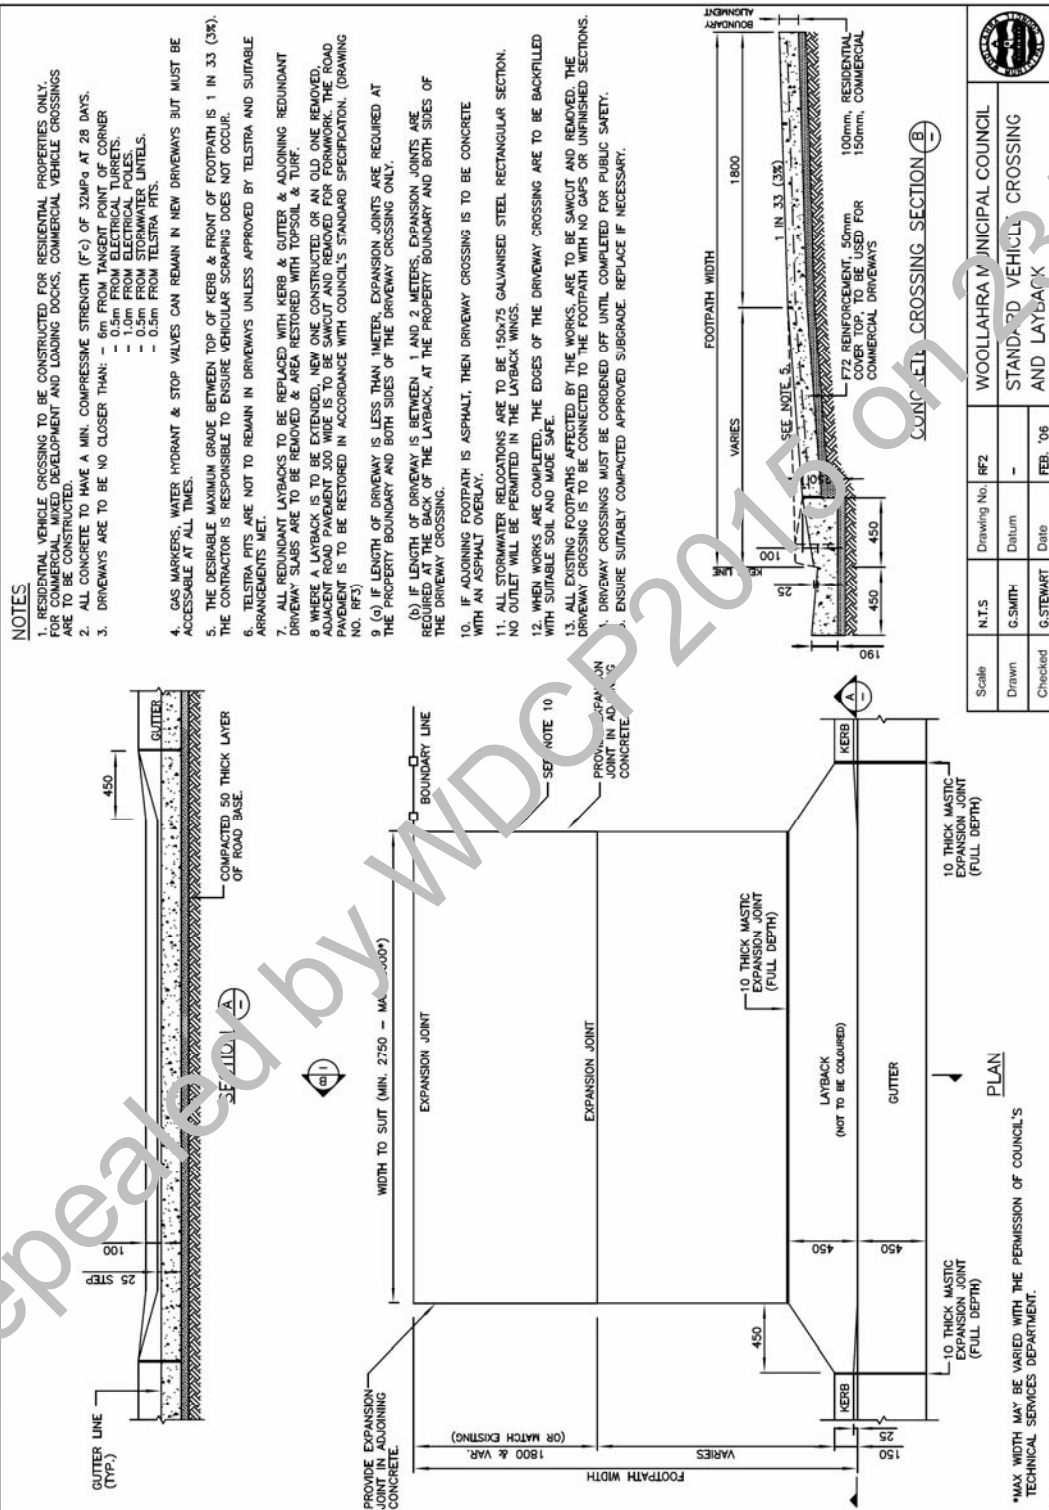 NOTES
1. RESIDENTIAL VEHICLE CROSSING TO BE CONSTRUCTED FOR RESIDENTIAL PROPERTIES ONLY.
FOR COMMERCIAL, MIXED DEVELOPMENT AND LOADING DOCKS, COMMERCIAL VEHICLE CROSSINGS
ARE TO BE CONSTRUCTED.
2. ALL CONCRETE TO HAVE A MIN. COMPRESSIVE STRENGTH (F'c) OF 32MPa AT 28 DAYS.
3. DRIVEWAYS ARE TO BE NO CLOSER THAN: – 6m FROM TANGENT POINT OF CORNER
– 0.5m FROM ELECTRICAL TURRETS.
– 1.0m FROM ELECTRICAL POLES.
– 0.5m FROM STORMWATER LINTELS.
– 0.5m FROM TELSTRA PITS.
4. GAS MARKERS, WATER HYDRANT & STOP VALVES CAN REMAIN IN NEW DRIVEWAYS BUT MUST BE
ACCESSABLE AT ALL TIMES.
5. THE DESIRABLE MAXIMUM GRADE BETWEEN TOP OF KERB & FRONT OF FOOTPATH IS 1 IN 33 (3%).
THE CONTRACTOR IS RESPONSIBLE TO ENSURE VEHICULAR SCRAPING DOES NOT OCCUR.
6. TELSTRA PITS ARE NOT TO REMAIN IN DRIVEWAYS UNLESS APPROVED BY TELSTRA AND SUITABLE
ARRANGEMENTS MET.
7. ALL REDUNDANT LAYBACKS TO BE REPLACED WITH KERB & GUTTER & ADJOINING REDUNDANT
DRIVEWAY SLABS ARE TO BE REMOVED & AREA RESTORED WITH TOPSOIL & TURF.
8 WHERE A LAYBACK IS TO BE EXTENDED, NEW ONE CONSTRUCTED OR AN OLD ONE REMOVED,
ADJACENT ROAD PAVEMENT 300 WIDE IS TO BE SAWCUT AND REMOVED FOR FORMWORK. THE ROAD
PAVEMENT IS TO BE RESTORED IN ACCORDANCE WITH COUNCIL'S STANDARD SPECIFICATION. (DRAWING
NO. RF3)
9 (a) IF LENGTH OF DRIVEWAY IS LESS THAN 1METER, EXPANSION JOINTS ARE REQUIRED AT
THE PROPERTY BOUNDARY AND BOTH SIDES OF THE DRIVEWAY CROSSING ONLY.
(b) IF LENGTH OF DRIVEWAY IS BETWEEN 1 AND 2 METERS, EXPANSION JOINTS ARE
REQUIRED AT THE BACK OF THE LAYBACK, AT THE PROPERTY BOUNDARY AND BOTH SIDES OF
THE DRIVEWAY CROSSING.
10. IF ADJOINING FOOTPATH IS ASPHALT, THEN DRIVEWAY CROSSING IS TO BE CONCRETE
WITH AN ASPHALT OVERLAY.
11. ALL STORMWATER RELOCATIONS ARE TO BE 150x75 GALVANISED STEEL RECTANGULAR SECTION.
NO OUTLET WILL BE PERMITTED IN THE LAYBACK WINGS.
12. WHEN WORKS ARE COMPLETED, THE EDGES OF THE DRIVEWAY CROSSING ARE TO BE BACKFILLED
WITH SUITABLE SOIL AND MADE SAFE.
13. ALL EXISTING FOOTPATHS AFFECTED BY THE WORKS, ARE TO BE SAWCUT AND REMOVED. THE
DRIVEWAY CROSSING IS TO BE CONNECTED TO THE FOOTPATH WITH NO GAPS OR UNFINISHED SECTIONS.
DRIVEWAY CROSSINGS MUST BE CORDONED OFF UNTIL COMPLETED FOR PUBLIC SAFETY.
ENSURE SUITABLY COMPACTED APPROVED SUBGRADE. REPLACE IF NECESSARY.
GUTTER LINE
(TYP.)
25 STEP
100
450
GUTTER
COMPACTED 50 THICK LAYER
OF ROAD BASE.
SECTION A
–
B
–
WIDTH TO SUIT (MIN. 2750 –
BOUNDARY LINE
EXPANSION JOINT
SEE NOTE 10
PROVIDE EXPANSION
JOINT IN ADJOINING
CONCRETE.
PROVIDE EXPANSION
JOINT IN ADJOINING
CONCRETE.
EXPANSION JOINT
10 THICK MASTIC
EXPANSION JOINT
(FULL DEPTH)
FOOTPATH WIDTH
1800 & VAR.
(OR MATCH EXISTING)
VARIES
450
450
450
LAYBACK
(NOT TO BE COLOURED)
GUTTER
KERB
KERB
A
–
25
150
10 THICK MASTIC
EXPANSION JOINT
(FULL DEPTH)
10 THICK MASTIC
EXPANSION JOINT
(FULL DEPTH)
PLAN
*MAX WIDTH MAY BE VARIED WITH THE PERMISSION OF COUNCIL'S
TECHNICAL SERVICES DEPARTMENT.
BOUNDARY
ALIGNMENT
FOOTPATH WIDTH
VARIES
1800
1 IN 33 (3%)
SEE NOTE 5
100
25
190
450
450
F72 REINFORCEMENT, 50mm
COVER TOP, TO BE USED FOR
COMMERCIAL DRIVEWAYS
100mm, RESIDENTIAL
150mm, COMMERCIAL
CONCRETE CROSSING SECTION B
–
Scale N.T.S Drawing No. RF2
Drawn G.SMITH Datum –
Checked G.STEWART Date FEB. '06
WOOLLAHRA MUNICIPAL COUNCIL
STANDARD VEHICLE CROSSING
AND LAYBACK
WOOLLAHRA MUNICIPAL COUNCIL
epealed by WDCP2015 on 23